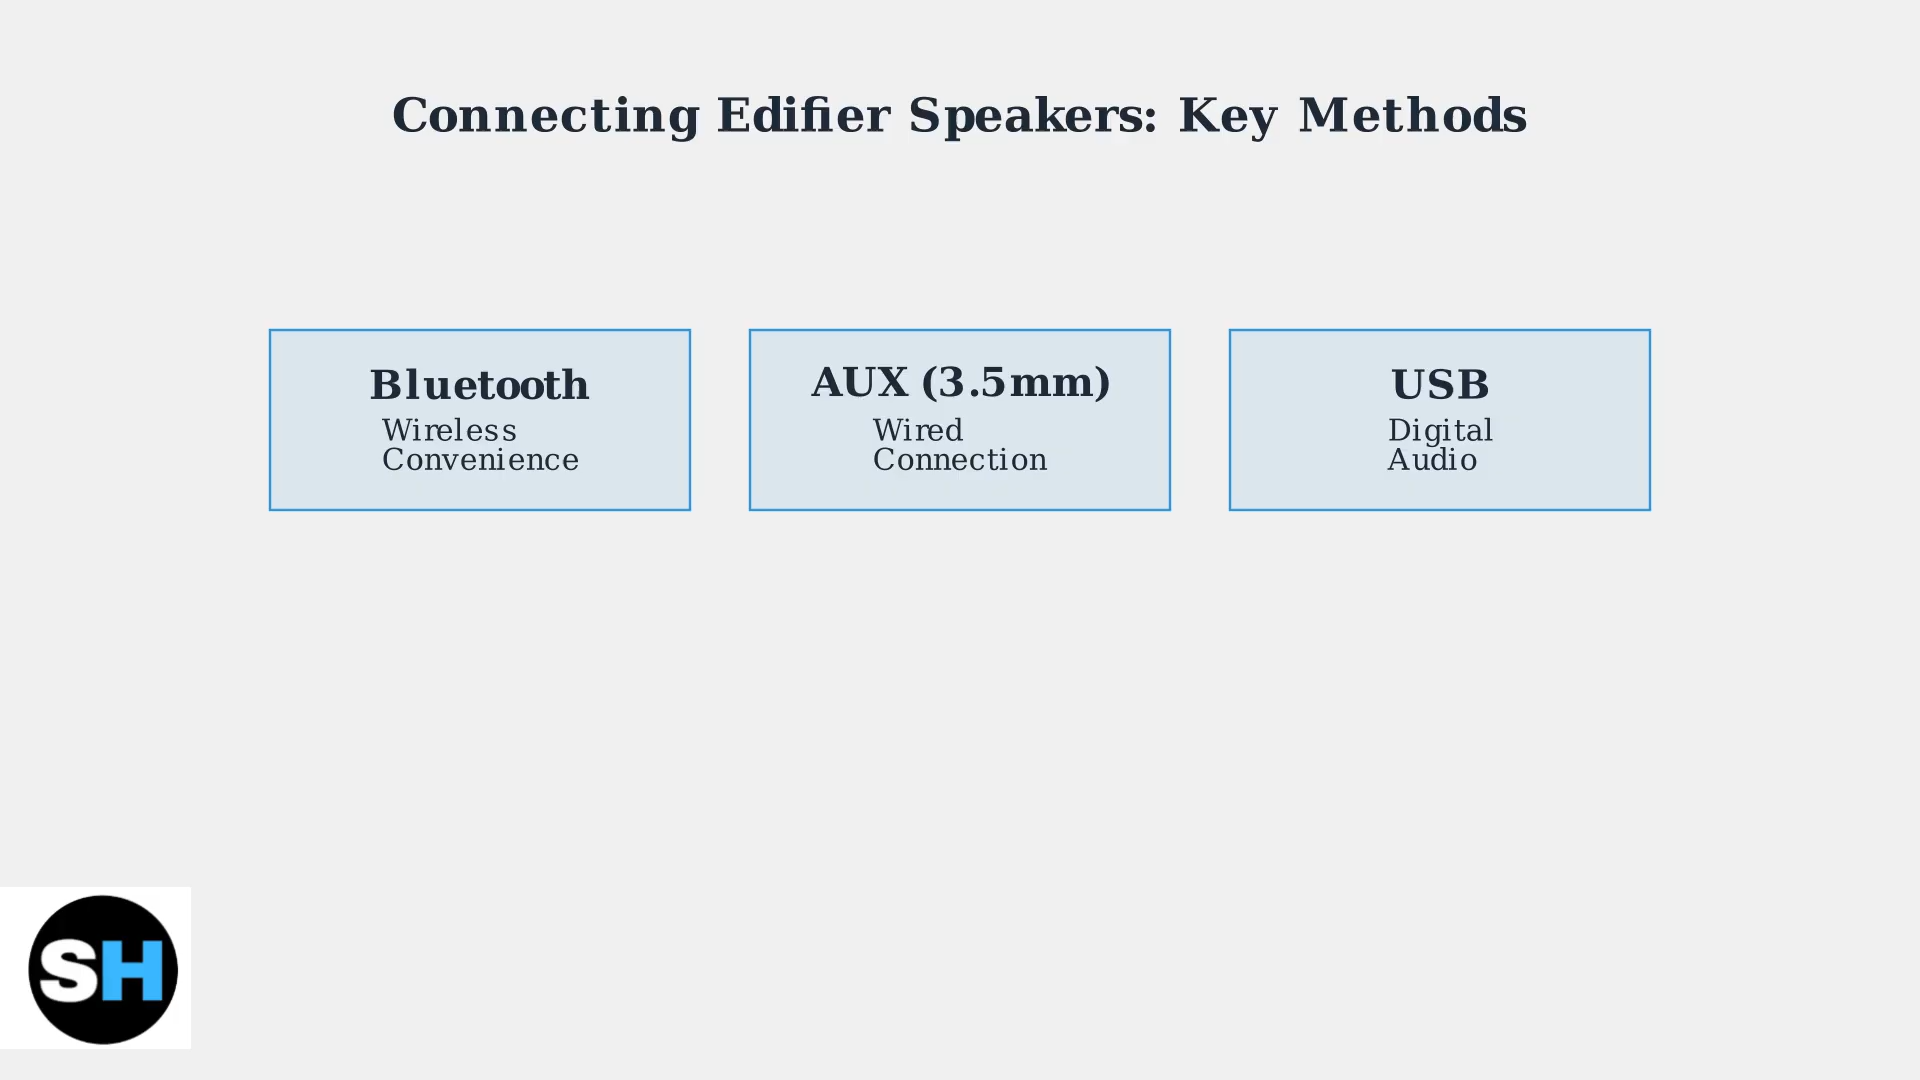 Connecting Edifier Speakers: Key Methods
Bluetooth
Wireless
Convenience
AUX (3.5mm)
Wired
Connection
USB
Digital
Audio
SH